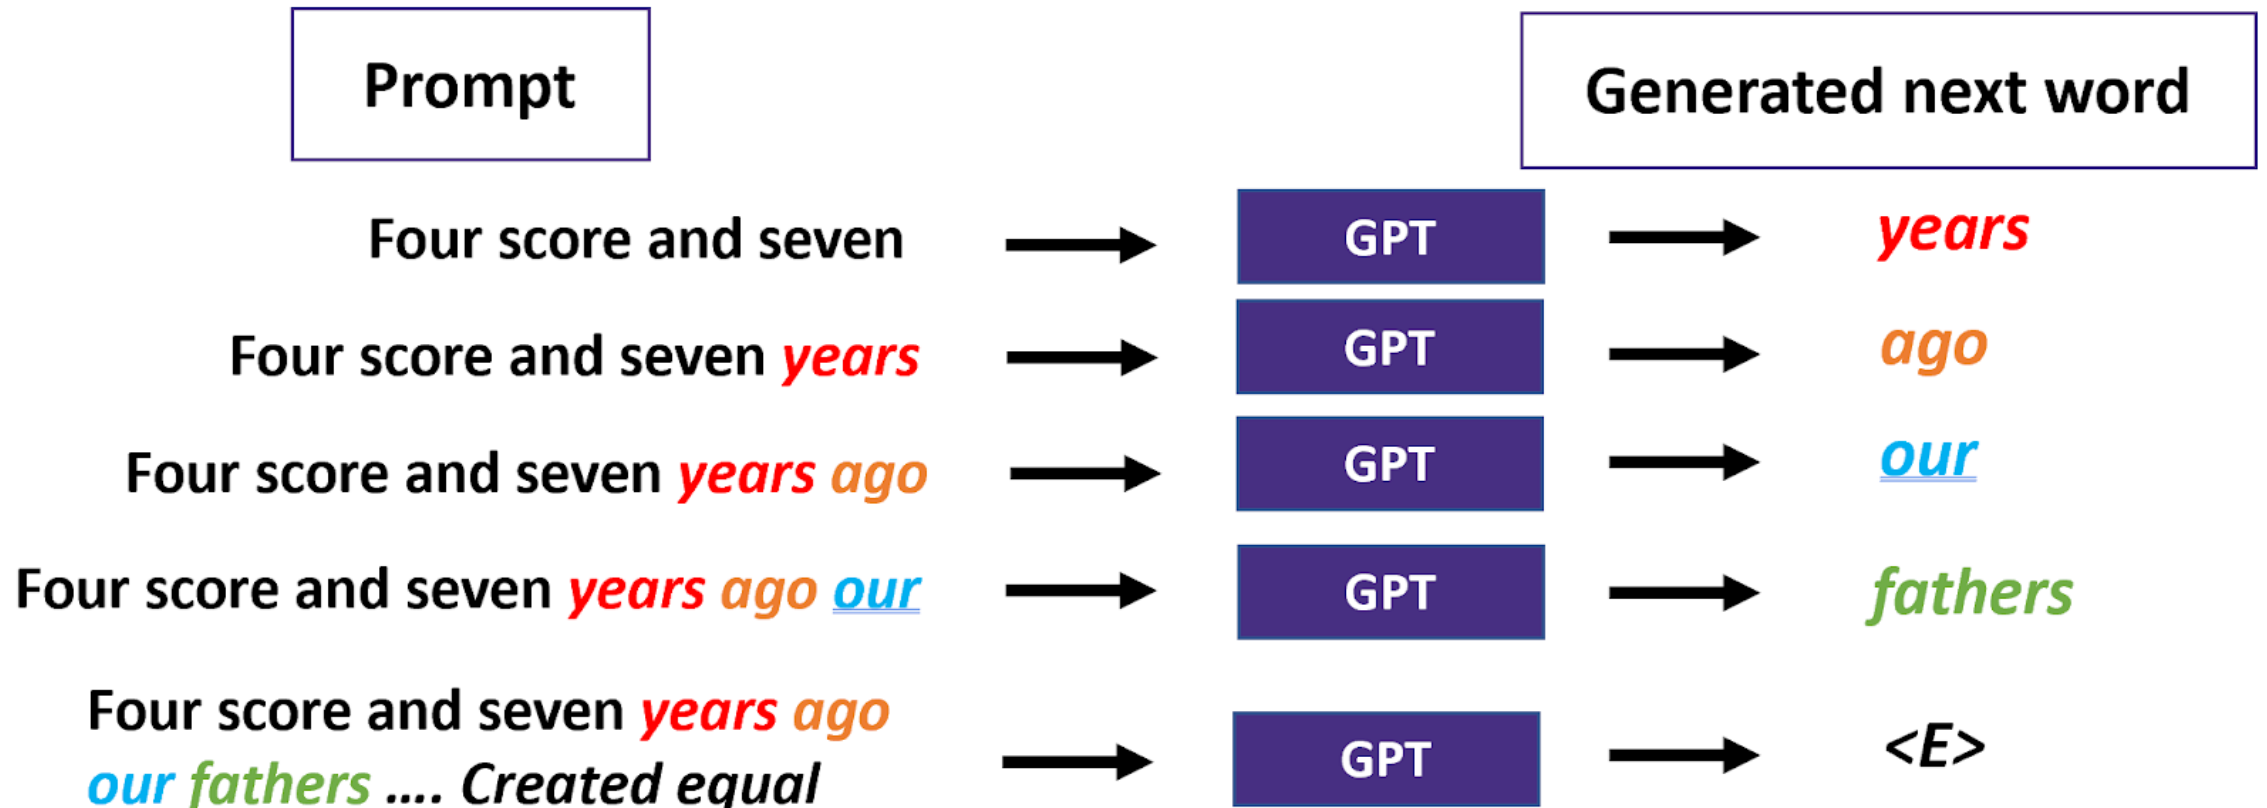 Prompt
Generated next word
Four score and seven
GPT
years
Four score and seven years
GPT
ago
Four score and seven years ago
GPT
our
Four score and seven years ago our
GPT
fathers
Four score and seven years ago
our fathers .... Created equal
GPT
<E>